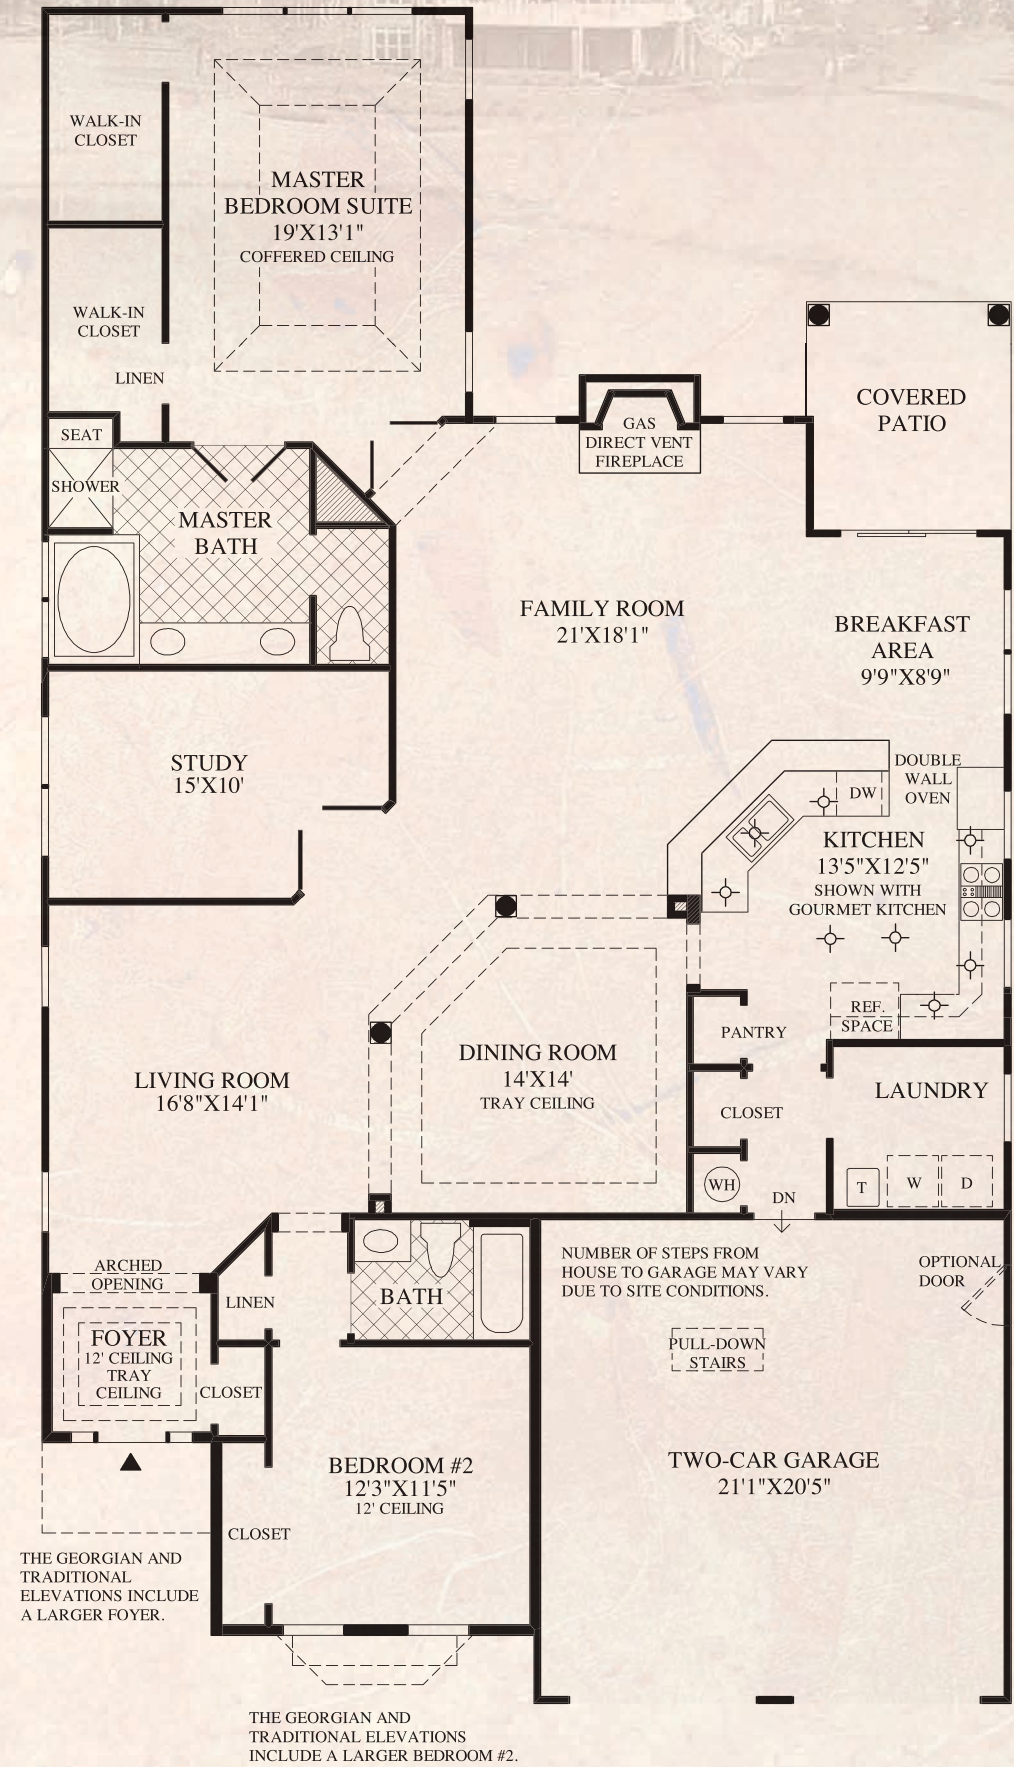 WALK-IN
CLOSET
MASTER
BEDROOM SUITE
19'X13'1"
COFFERED CEILING
WALK-IN
CLOSET
LINEN
SEAT
SHOWER
MASTER
BATH
GAS
DIRECT VENT
FIREPLACE
COVERED
PATIO
FAMILY ROOM
21'X18'1"
BREAKFAST
AREA
9'9"X8'9"
STUDY
15'X10'
DOUBLE
WALL
OVEN
DW
KITCHEN
13'5"X12'5"
SHOWN WITH
GOURMET KITCHEN
REF.
SPACE
PANTRY
DINING ROOM
14'X14'
TRAY CEILING
LIVING ROOM
16'8"X14'1"
CLOSET
LAUNDRY
WH
T
W
D
DN
ARCHED
OPENING
LINEN
BATH
NUMBER OF STEPS FROM
HOUSE TO GARAGE MAY VARY
DUE TO SITE CONDITIONS.
OPTIONAL
DOOR
FOYER
12' CEILING
TRAY
CEILING
CLOSET
PULL-DOWN
STAIRS
BEDROOM #2
12'3"X11'5"
12' CEILING
TWO-CAR GARAGE
21'1"X20'5"
CLOSET
THE GEORGIAN AND
TRADITIONAL
ELEVATIONS INCLUDE
A LARGER FOYER.
THE GEORGIAN AND
TRADITIONAL ELEVATIONS
INCLUDE A LARGER BEDROOM #2.